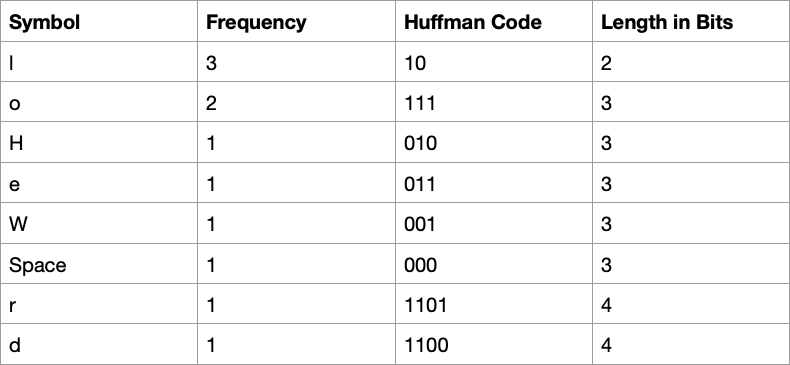 Symbol Frequency Huffman Code Length in Bits
l 3 10 2
o 2 111 3
H 1 010 3
e 1 011 3
W 1 001 3
Space 1 000 3
r 1 1101 4
d 1 1100 4